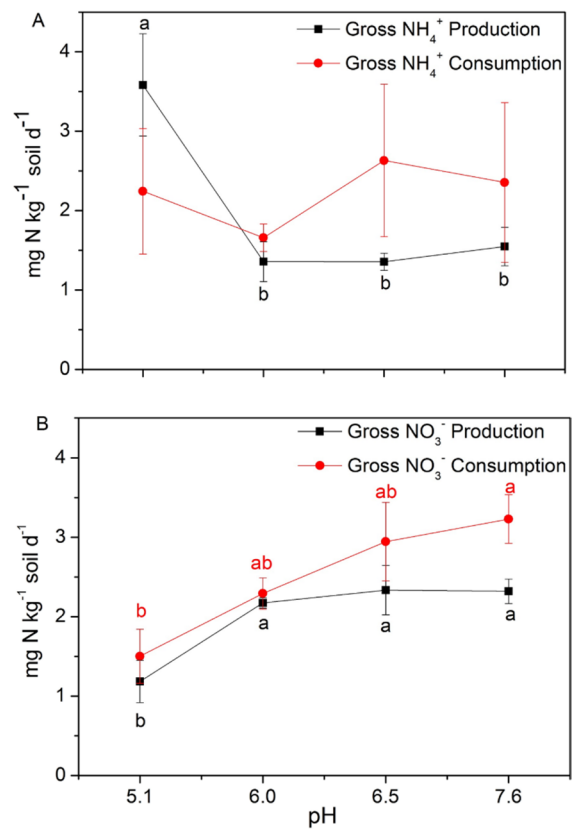 A
Gross NH₄⁺ Production
Gross NH₄⁺ Consumption
mg N kg⁻¹ soil d⁻¹
4
3
2
1
0
a
b
b
b
B
Gross NO₃⁻ Production
Gross NO₃⁻ Consumption
mg N kg⁻¹ soil d⁻¹
4
3
2
1
0
b
ab
ab
a
b
a
a
a
5.1 6.0 6.5 7.6
pH